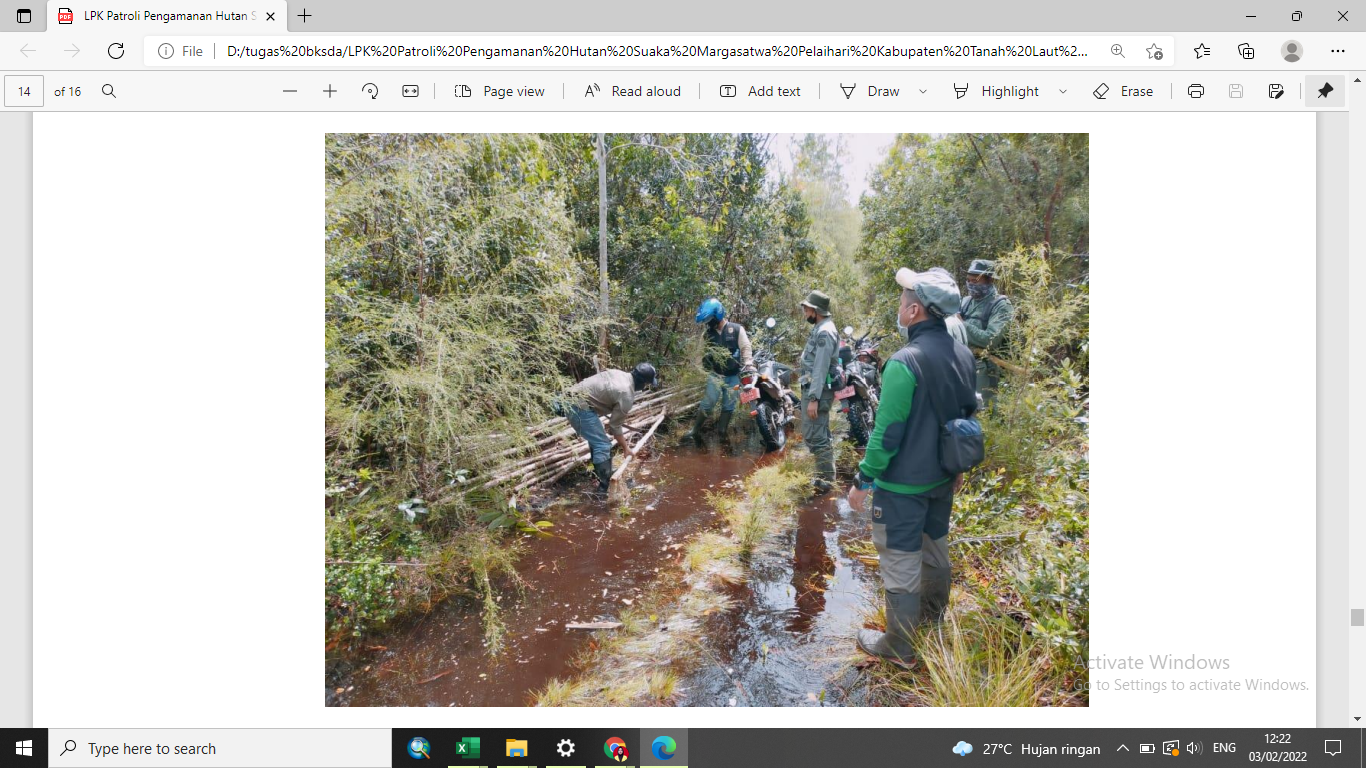 LPK Patroli Pengamanan Hutan S
File
D:/tugas%20bksda/LPK%20Patroli%20Pengamanan%20Hutan%20Suaka%20Margasatwa%20Pelaihari%20Kabupaten%20Tanah%20Laut%2...
14 of 16
Page view
Read aloud
Add text
Draw
Highlight
Erase
Activate Windows
Go to Settings to activate Windows.
Type here to search
27°C Hujan ringan
ENG
12:22
03/02/2022